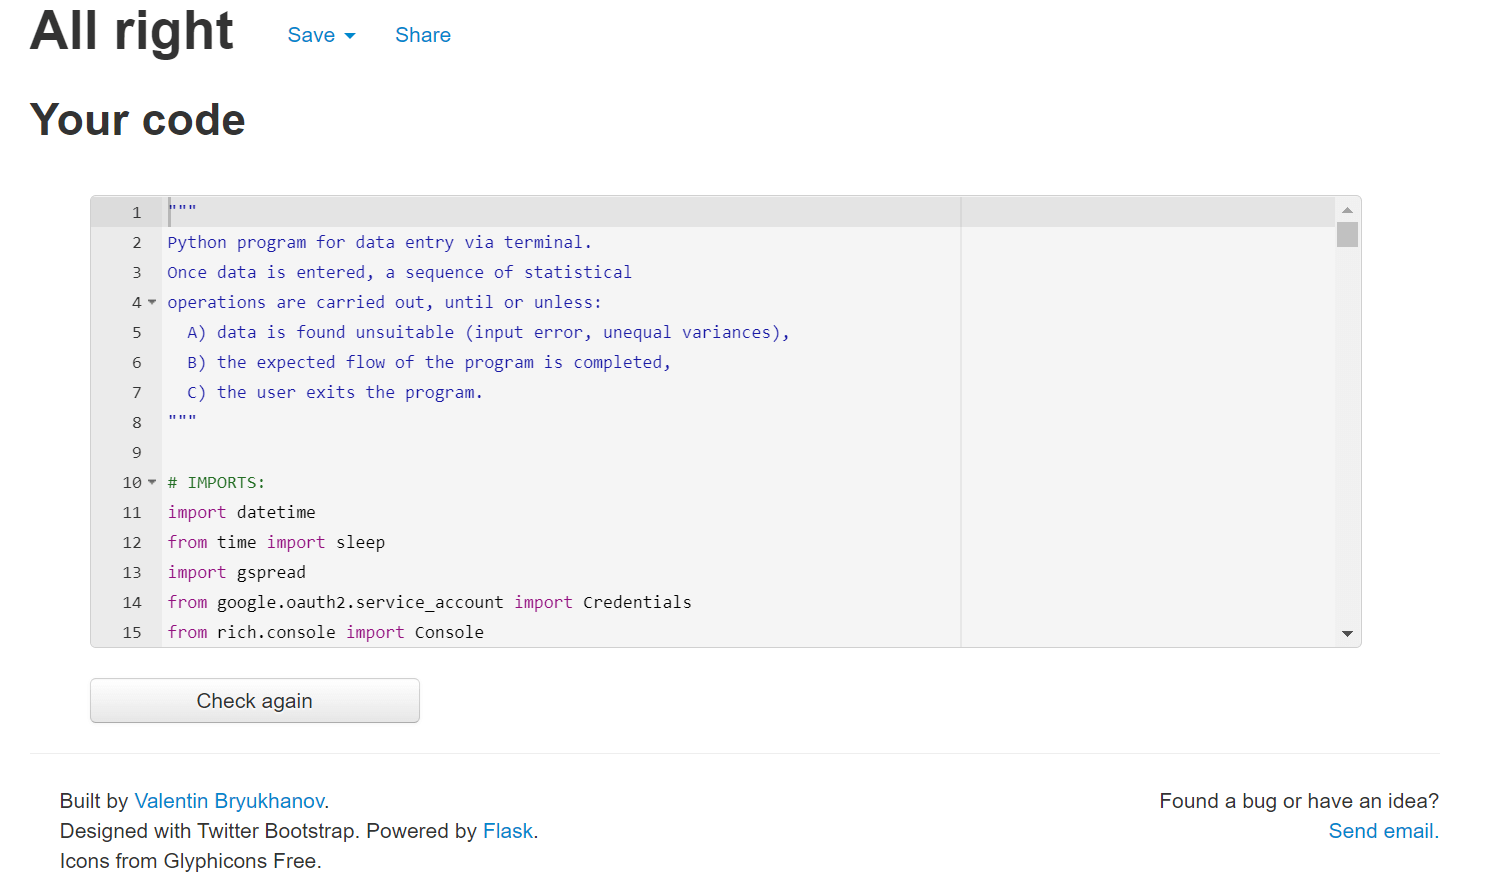 All right Save Share
Your code
1 """
2 Python program for data entry via terminal.
3 Once data is entered, a sequence of statistical
4 operations are carried out, until or unless:
5 A) data is found unsuitable (input error, unequal variances),
6 B) the expected flow of the program is completed,
7 C) the user exits the program.
8 """
9
10 # IMPORTS:
11 import datetime
12 from time import sleep
13 import gspread
14 from google.oauth2.service_account import Credentials
15 from rich.console import Console
Check again
Built by Valentin Bryukhanov.
Designed with Twitter Bootstrap. Powered by Flask.
Icons from Glyphicons Free.
Found a bug or have an idea?
Send email.